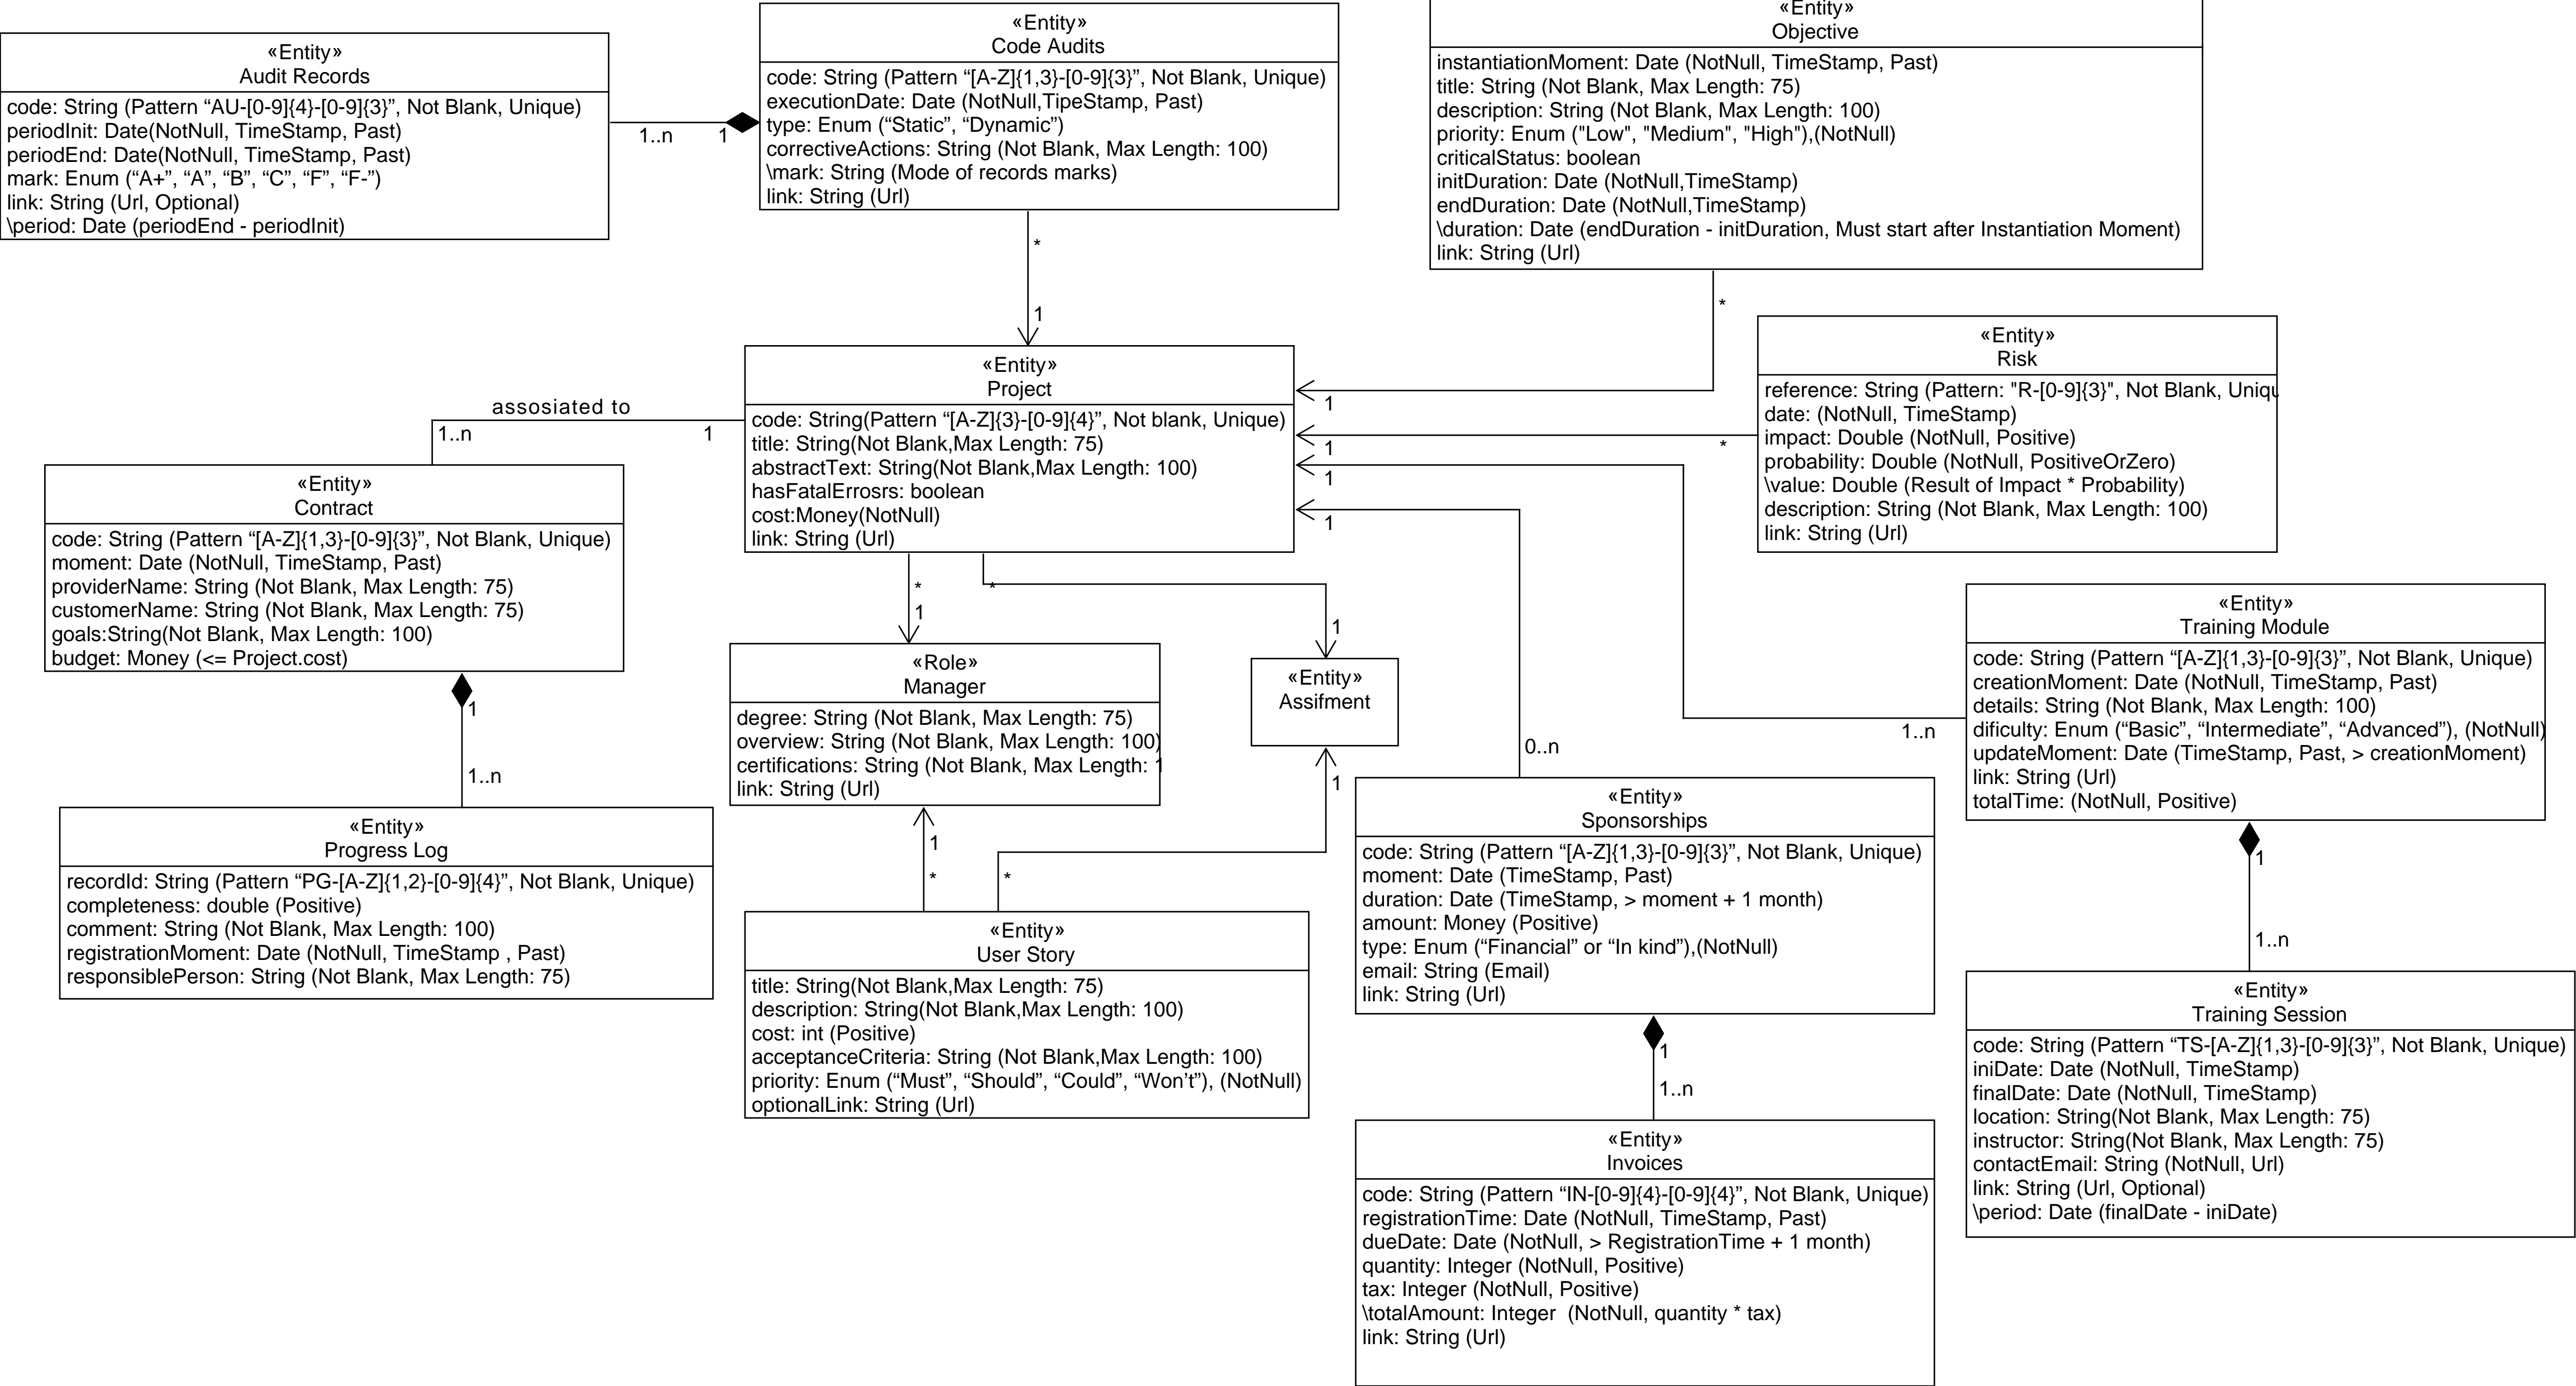 «Entity»
Audit Records
code: String (Pattern “AU-[0-9]{4}-[0-9]{3}”, Not Blank, Unique)
periodInit: Date(NotNull, TimeStamp, Past)
periodEnd: Date(NotNull, TimeStamp, Past)
mark: Enum (“A+”, “A”, “B”, “C”, “F”, “F-”)
link: String (Url, Optional)
\period: Date (periodEnd - periodInit)
1..n
1
«Entity»
Code Audits
code: String (Pattern “[A-Z]{1,3}-[0-9]{3}”, Not Blank, Unique)
executionDate: Date (NotNull,TipeStamp, Past)
type: Enum (“Static”, “Dynamic”)
correctiveActions: String (Not Blank, Max Length: 100)
\mark: String (Mode of records marks)
link: String (Url)
*
1
«Entity»
Objective
instantiationMoment: Date (NotNull, TimeStamp, Past)
title: String (Not Blank, Max Length: 75)
description: String (Not Blank, Max Length: 100)
priority: Enum ("Low", "Medium", "High"),(NotNull)
criticalStatus: boolean
initDuration: Date (NotNull,TimeStamp)
endDuration: Date (NotNull,TimeStamp)
\duration: Date (endDuration - initDuration, Must start after Instantiation Moment)
link: String (Url)
*
1
«Entity»
Risk
reference: String (Pattern: "R-[0-9]{3}", Not Blank, Uniqu
date: (NotNull, TimeStamp)
impact: Double (NotNull, Positive)
probability: Double (NotNull, PositiveOrZero)
\value: Double (Result of Impact * Probability)
description: String (Not Blank, Max Length: 100)
link: String (Url)
*
1
1
1
«Entity»
Project
code: String(Pattern “[A-Z]{3}-[0-9]{4}”, Not blank, Unique)
title: String(Not Blank,Max Length: 75)
abstractText: String(Not Blank,Max Length: 100)
hasFatalErrosrs: boolean
cost:Money(NotNull)
link: String (Url)
assosiated to
1..n
1
«Entity»
Contract
code: String (Pattern “[A-Z]{1,3}-[0-9]{3}”, Not Blank, Unique)
moment: Date (NotNull, TimeStamp, Past)
providerName: String (Not Blank, Max Length: 75)
customerName: String (Not Blank, Max Length: 75)
goals:String(Not Blank, Max Length: 100)
budget: Money (<= Project.cost)
1
1..n
«Entity»
Progress Log
recordId: String (Pattern “PG-[A-Z]{1,2}-[0-9]{4}”, Not Blank, Unique)
completeness: double (Positive)
comment: String (Not Blank, Max Length: 100)
registrationMoment: Date (NotNull, TimeStamp , Past)
responsiblePerson: String (Not Blank, Max Length: 75)
*
1
*
1
«Role»
Manager
degree: String (Not Blank, Max Length: 75)
overview: String (Not Blank, Max Length: 100)
certifications: String (Not Blank, Max Length: 1
link: String (Url)
«Entity»
Assifment
1
*
1
*
«Entity»
User Story
title: String(Not Blank,Max Length: 75)
description: String(Not Blank,Max Length: 100)
cost: int (Positive)
acceptanceCriteria: String (Not Blank,Max Length: 100)
priority: Enum (“Must”, “Should”, “Could”, “Won’t”), (NotNull)
optionalLink: String (Url)
0..n
«Entity»
Sponsorships
code: String (Pattern “[A-Z]{1,3}-[0-9]{3}”, Not Blank, Unique)
moment: Date (TimeStamp, Past)
duration: Date (TimeStamp, > moment + 1 month)
amount: Money (Positive)
type: Enum (“Financial” or “In kind”),(NotNull)
email: String (Email)
link: String (Url)
1
1..n
«Entity»
Invoices
code: String (Pattern “IN-[0-9]{4}-[0-9]{4}”, Not Blank, Unique)
registrationTime: Date (NotNull, TimeStamp, Past)
dueDate: Date (NotNull, > RegistrationTime + 1 month)
quantity: Integer (NotNull, Positive)
tax: Integer (NotNull, Positive)
\totalAmount: Integer  (NotNull, quantity * tax)
link: String (Url)
1..n
«Entity»
Training Module
code: String (Pattern “[A-Z]{1,3}-[0-9]{3}”, Not Blank, Unique)
creationMoment: Date (NotNull, TimeStamp, Past)
details: String (Not Blank, Max Length: 100)
dificulty: Enum (“Basic”, “Intermediate”, “Advanced”), (NotNull)
updateMoment: Date (TimeStamp, Past, > creationMoment)
link: String (Url)
totalTime: (NotNull, Positive)
1
1..n
«Entity»
Training Session
code: String (Pattern “TS-[A-Z]{1,3}-[0-9]{3}”, Not Blank, Unique)
iniDate: Date (NotNull, TimeStamp)
finalDate: Date (NotNull, TimeStamp)
location: String(Not Blank, Max Length: 75)
instructor: String(Not Blank, Max Length: 75)
contactEmail: String (NotNull, Url)
link: String (Url, Optional)
\period: Date (finalDate - iniDate)